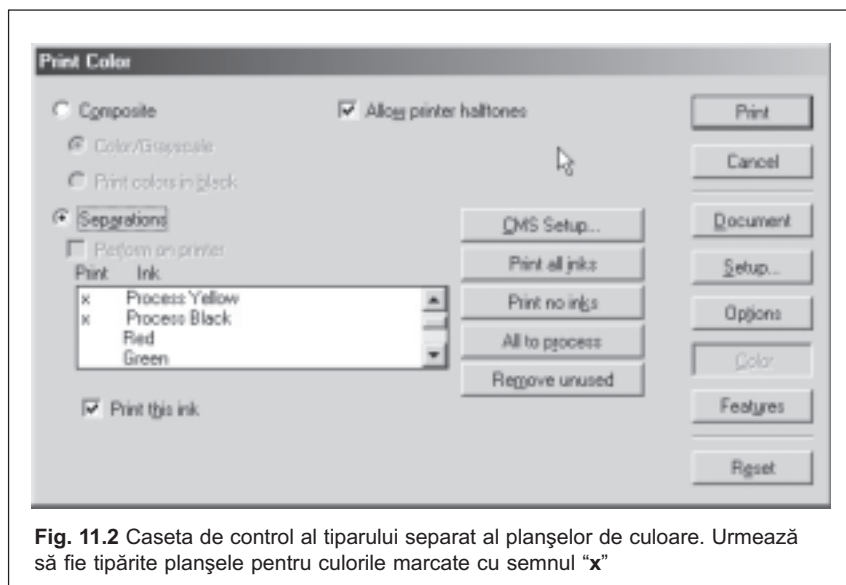 Print Color
Composite
Allow printer halftones
Print
Color/Grayscale
Cancel
Print colors in black
Separations
CMS Setup...
Document
Perform on printer
Print Ink
Print all inks
Setup...
x Process Yellow
x Process Black
Red
Green
Print no inks
Options
All to process
Color
Remove unused
Print this ink
Features
Reset
Fig. 11.2 Caseta de control al tiparului separat al planşelor de culoare. Urmează
să fie tipărite planşele pentru culorile marcate cu semnul “x”